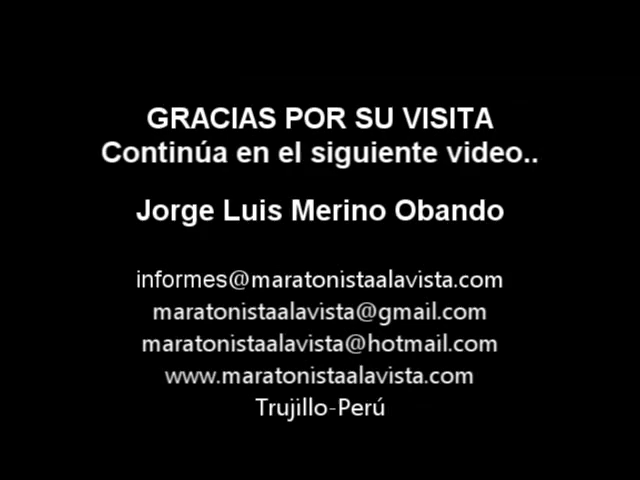 GRACIAS POR SU VISITA
Continúa en el siguiente video..
Jorge Luis Merino Obando
informes@maratonistaalavista.com
maratonistaalavista@gmail.com
maratonistaalavista@hotmail.com
www.maratonistaalavista.com
Trujillo-Perú